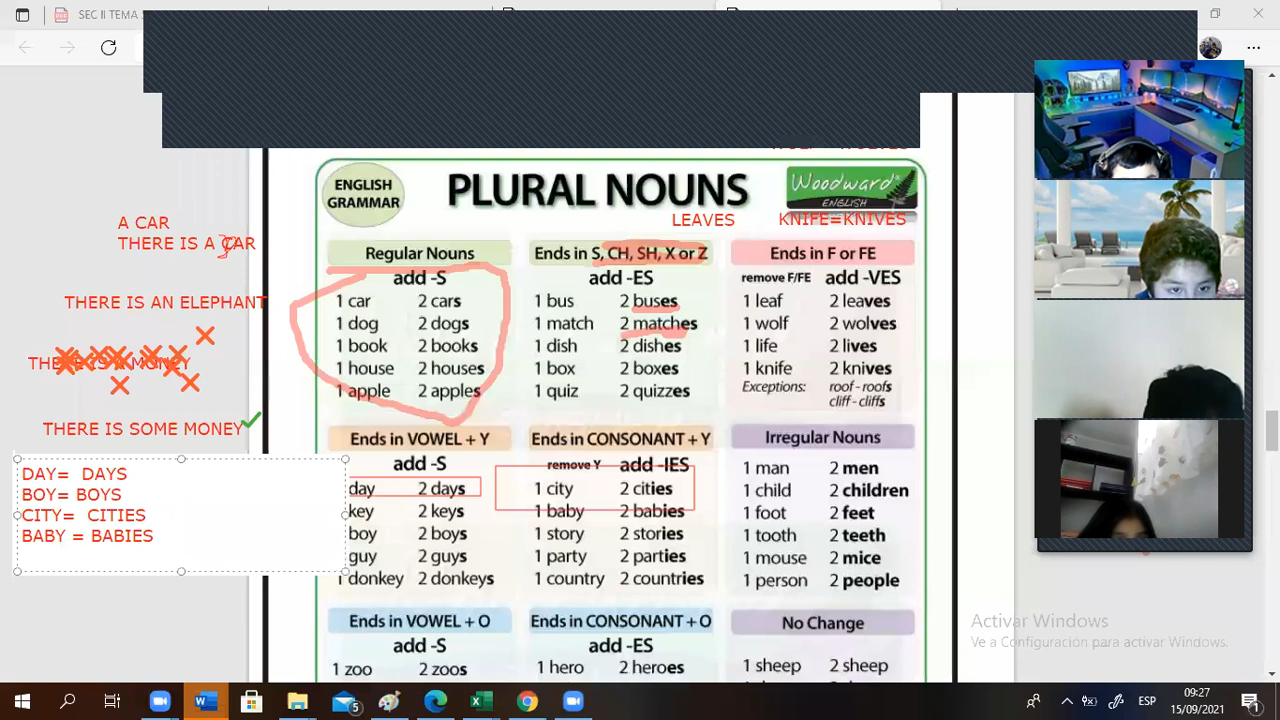 SEC II TEMA
A CAR
THERE IS A CAR
THERE IS AN ELEPHANT
THERE IS A MONEY
THERE IS SOME MONEY
DAY= DAYS
BOY= BOYS
CITY= CITIES
BABY = BABIES
ENGLISH
GRAMMAR
PLURAL NOUNS
Woodward®
ENGLISH
LEAVES
KNIFE=KNIVES
Regular Nouns
add -S
1 car 2 cars
1 dog 2 dogs
1 book 2 books
1 house 2 houses
1 apple 2 apples
Ends in S, CH, SH, X or Z
add -ES
1 bus 2 buses
1 match 2 matches
1 dish 2 dishes
1 box 2 boxes
1 quiz 2 quizzes
Ends in F or FE
remove F/FE add -VES
1 leaf 2 leaves
1 wolf 2 wolves
1 life 2 lives
1 knife 2 knives
Exceptions: roof - roofs
cliff - cliffs
Ends in VOWEL + Y
add -S
day 2 days
key 2 keys
boy 2 boys
guy 2 guys
1 donkey 2 donkeys
Ends in CONSONANT + Y
remove Y add -IES
1 city 2 cities
1 baby 2 babies
1 story 2 stories
1 party 2 parties
1 country 2 countries
Irregular Nouns
1 man 2 men
1 child 2 children
1 foot 2 feet
1 tooth 2 teeth
1 mouse 2 mice
1 person 2 people
Ends in VOWEL + O
add -S
1 zoo 2 zoos
Ends in CONSONANT + O
add -ES
1 hero 2 heroes
No Change
1 sheep 2 sheep
Activar Windows
Ve a Configuración para activar Windows.
5
ESP
09:27
15/09/2021
1